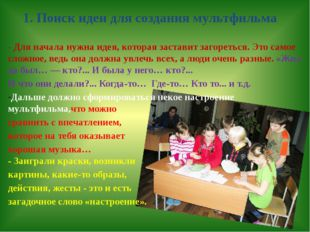 1. Поиск идеи для создания мультфильма
- Для начала нужна идея, которая заставит загореться. Это самое
сложное, ведь она должна увлечь всех, а люди очень разные. «Жил
да был… — кто?... И была у него… кто?...
И что они делали?... Когда-то… Где-то… Кто то... и т.д.
-Дальше должно сформироваться некое настроение
мультфильма,что можно
сравнить с впечатлением,
которое на тебя оказывает
хорошая музыка…
- Заиграли краски, возникли
картины, какие-то образы,
действия, жесты - это и есть
загадочное слово «настроение».